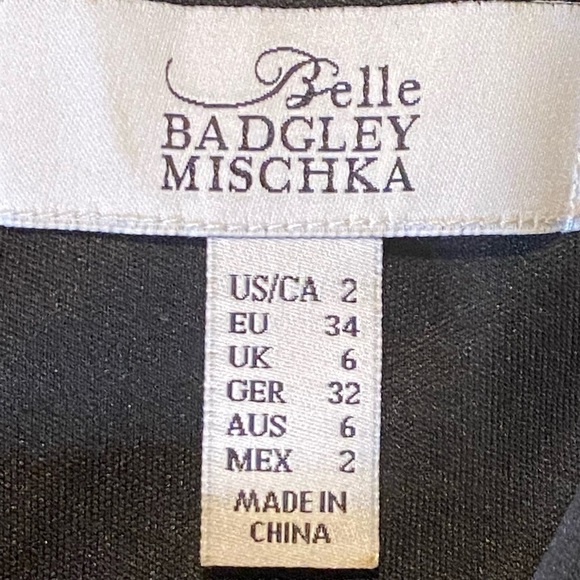 Belle
BADGLEY
MISCHKA
US/CA 2
EU 34
UK 6
GER 32
AUS 6
MEX 2
MADE IN
CHINA